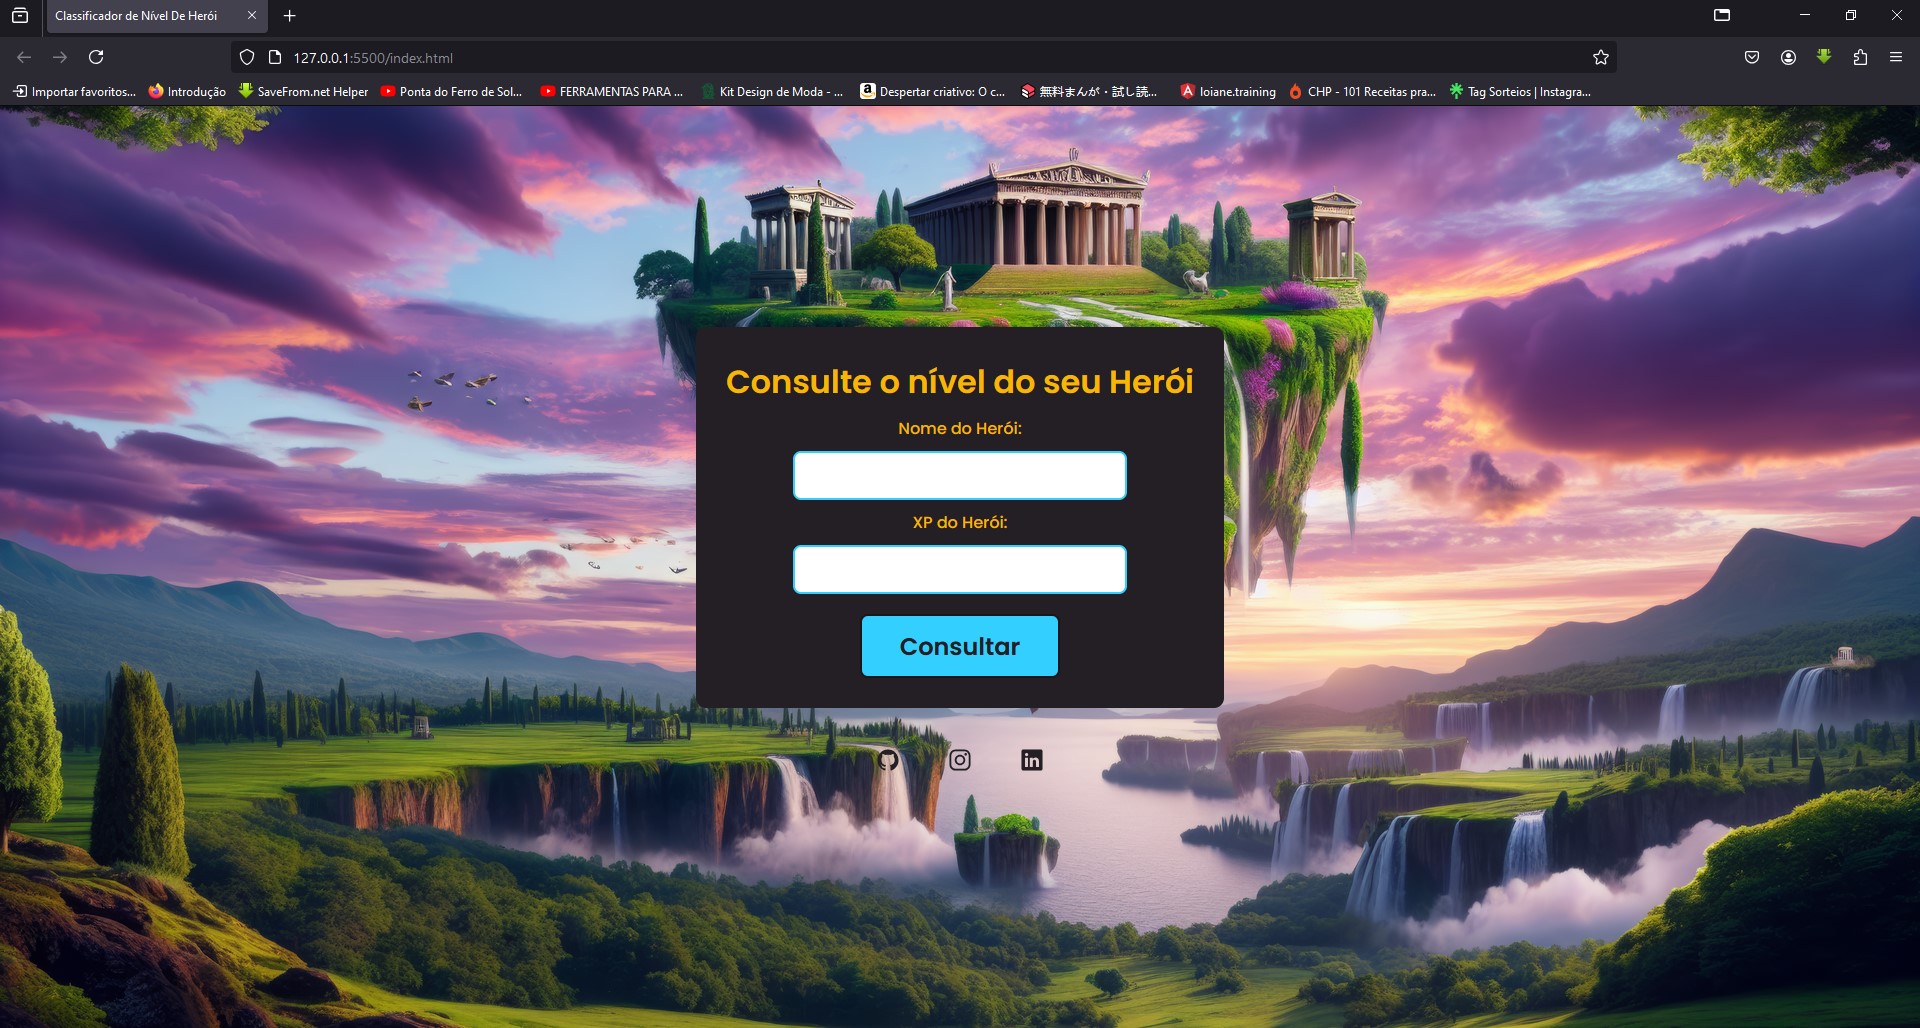 Classificador de Nível De Herói
127.0.0.1:5500/index.html
Importar favoritos...
Introdução
SaveFrom.net Helper
Ponta do Ferro de Sol...
FERRAMENTAS PARA ...
Kit Design de Moda - ...
Despertar criativo: O c...
無料まんが・試し読...
loiane.training
CHP - 101 Receitas pra...
Tag Sorteios | Instagra...
Consulte o nível do seu Herói
Nome do Herói:
XP do Herói:
Consultar